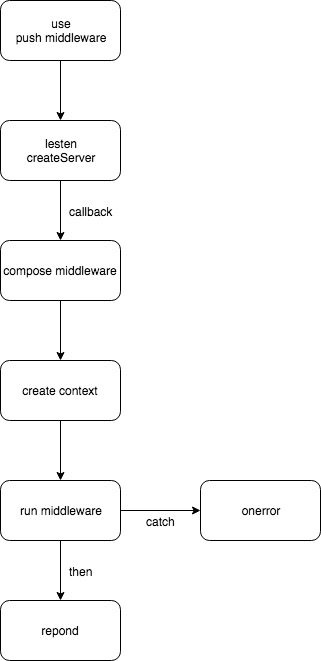 use
push middleware
lesten
createServer
callback
compose middleware
create context
run middleware
catch
onerror
then
repond